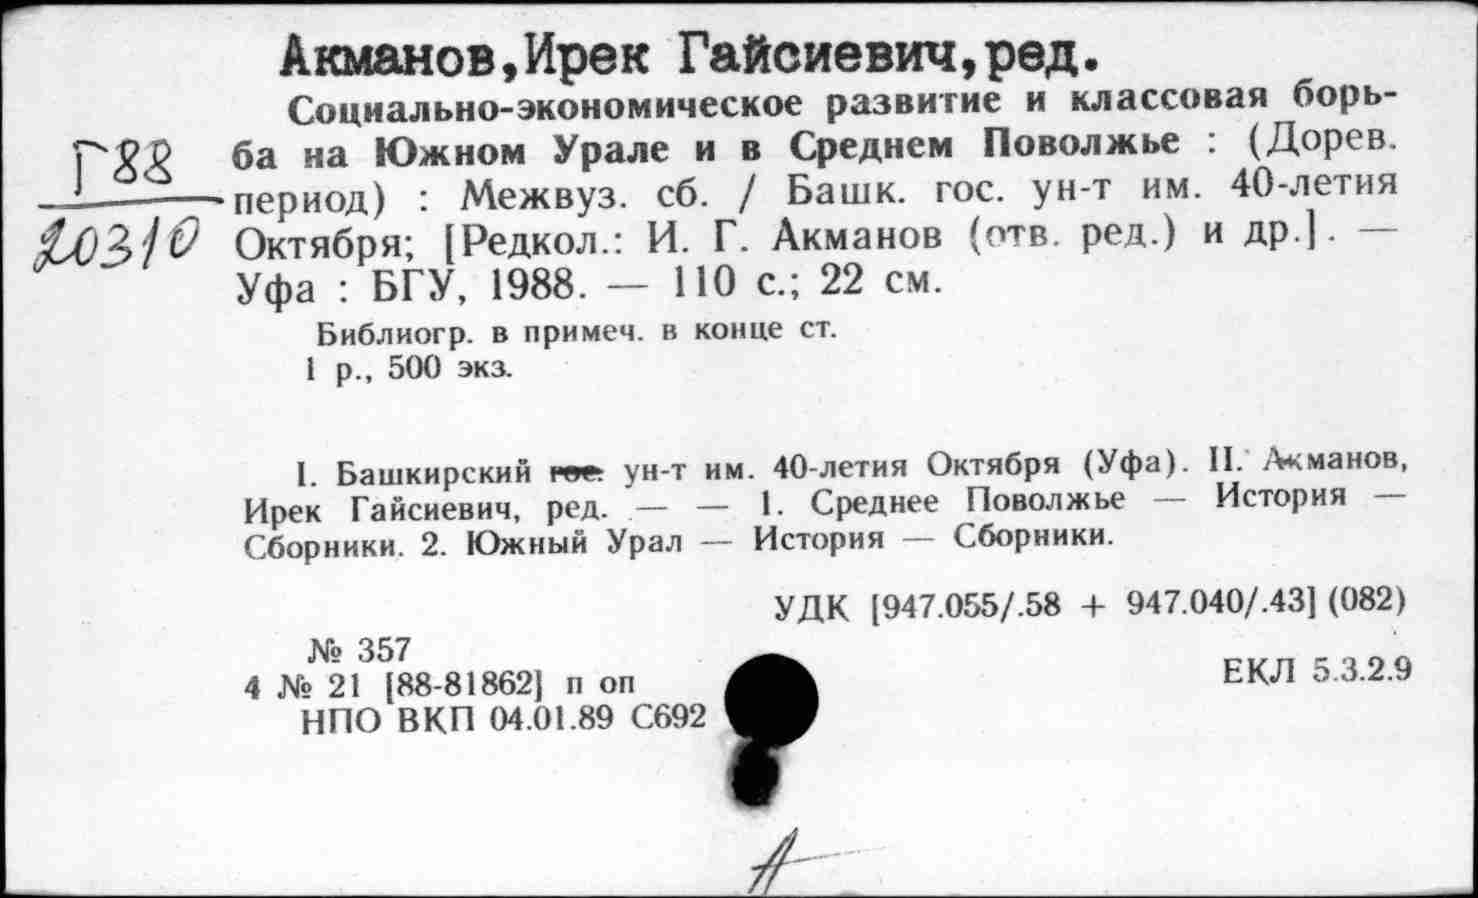 Акманов,Ирек Гайсиевич,ред.
Социально-экономическое развитие и классовая борь-
Г88
ба на Южном Урале и в Среднем Поволжье : (Дорев.
период) : Межвуз. сб. / Башк. гос. ун-т им. 40-летия
Октября; [Редкол.: И. Г. Акманов (отв. ред.) и др.]. —
Уфа : БГУ, 1988. — 110 с.; 22 см.
Библиогр. в примеч. в конце ст.
1 р., 500 экз.
I. Башкирский гос. ун-т им. 40-летия Октября (Уфа). II. Акманов,
Ирек Гайсиевич, ред. — — 1. Среднее Поволжье — История —
Сборники. 2. Южный Урал — История — Сборники.
УДК [947.055/.58 + 947.040/.43] (082)
№ 357
4 № 21 [88-81862] п оп
ЕКЛ 5.3.2.9
НПО ВКП 04.01.89 С692